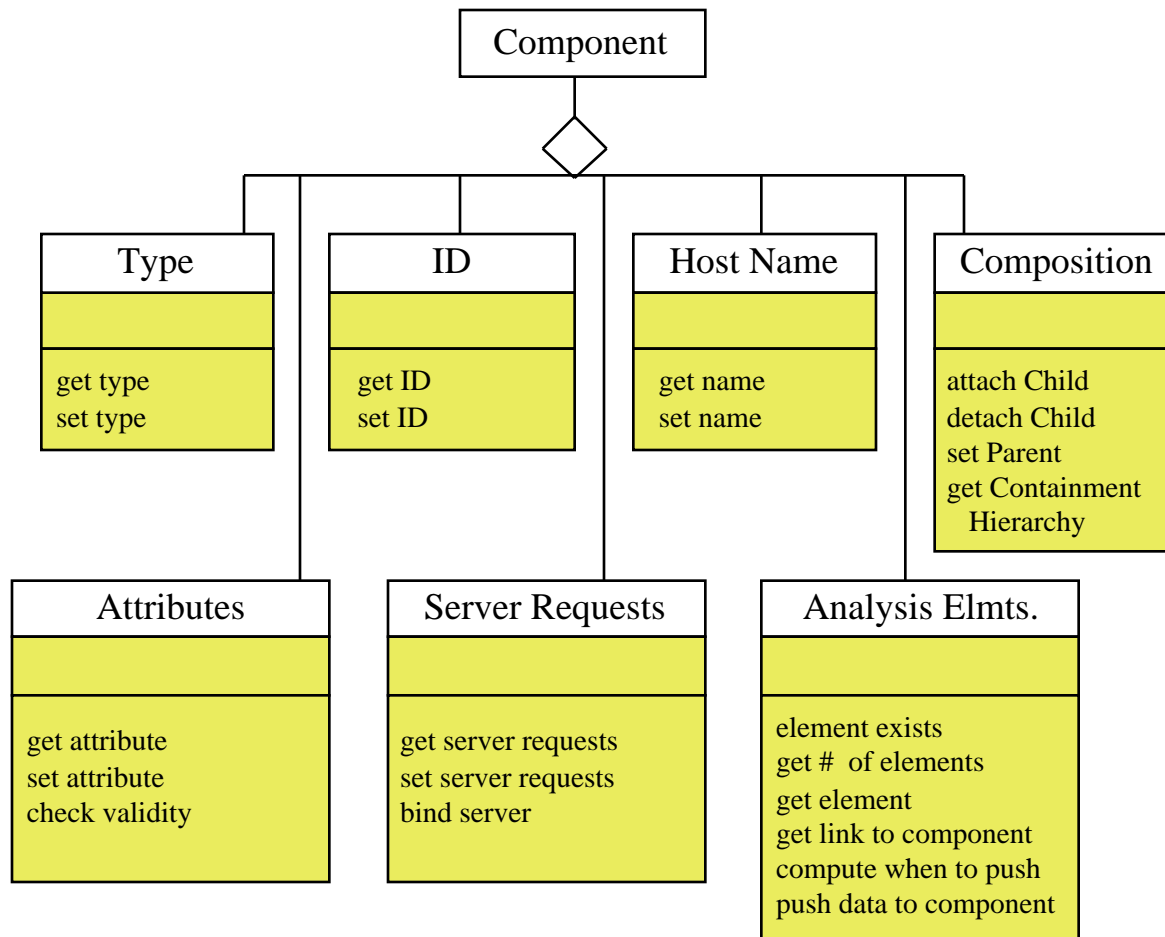 Component
Type
get type
set type
ID
get ID
set ID
Host Name
get name
set name
Composition
attach Child
detach Child
set Parent
get Containment
Hierarchy
Attributes
get attribute
set attribute
check validity
Server Requests
get server requests
set server requests
bind server
Analysis Elmts.
element exists
get # of elements
get element
get link to component
compute when to push
push data to component